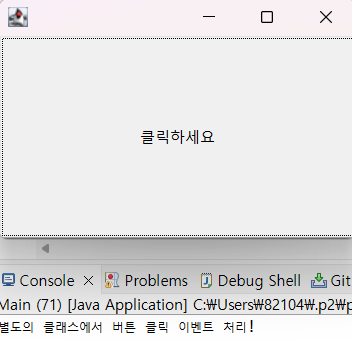 클릭하세요
Console Problems Debug Shell Git
Main (71) [Java Application] C:₩Users₩82104₩.p2₩p
별도의 클래스에서 버튼 클릭 이벤트 처리!